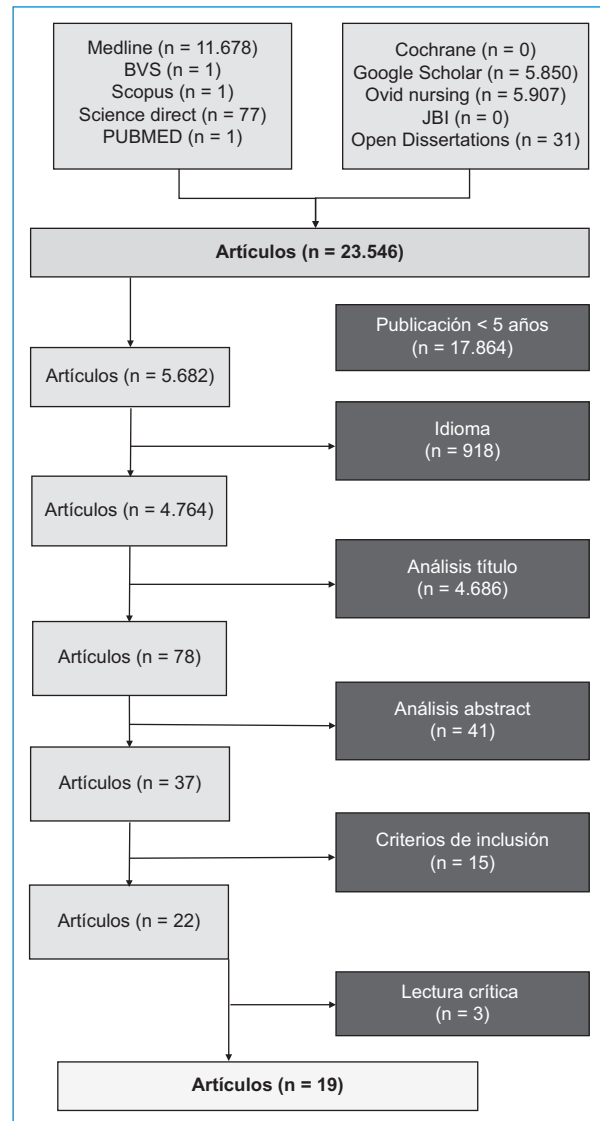 Medline (n = 11.678)
BVS (n = 1)
Scopus (n = 1)
Science direct (n = 77)
PUBMED (n = 1)
Cochrane (n = 0)
Google Scholar (n = 5.850)
Ovid nursing (n = 5.907)
JBI (n = 0)
Open Dissertations (n = 31)
Artículos (n = 23.546)
Publicación < 5 años
(n = 17.864)
Artículos (n = 5.682)
Idioma
(n = 918)
Artículos (n = 4.764)
Análisis título
(n = 4.686)
Artículos (n = 78)
Análisis abstract
(n = 41)
Artículos (n = 37)
Criterios de inclusión
(n = 15)
Artículos (n = 22)
Lectura crítica
(n = 3)
Artículos (n = 19)